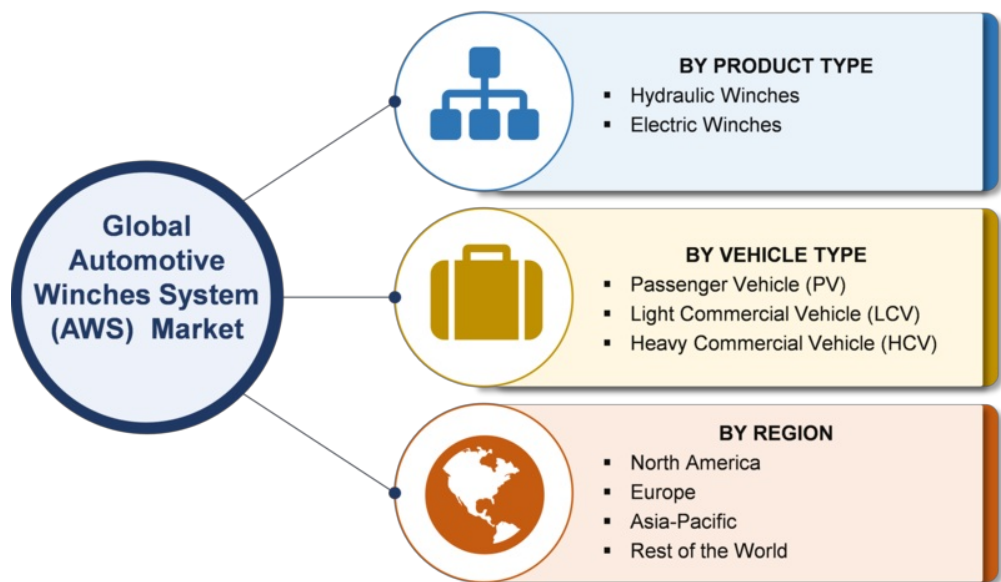 Global
Automotive
Winches System
(AWS) Market
BY PRODUCT TYPE
▪ Hydraulic Winches
▪ Electric Winches
BY VEHICLE TYPE
▪ Passenger Vehicle (PV)
▪ Light Commercial Vehicle (LCV)
▪ Heavy Commercial Vehicle (HCV)
BY REGION
▪ North America
▪ Europe
▪ Asia-Pacific
▪ Rest of the World